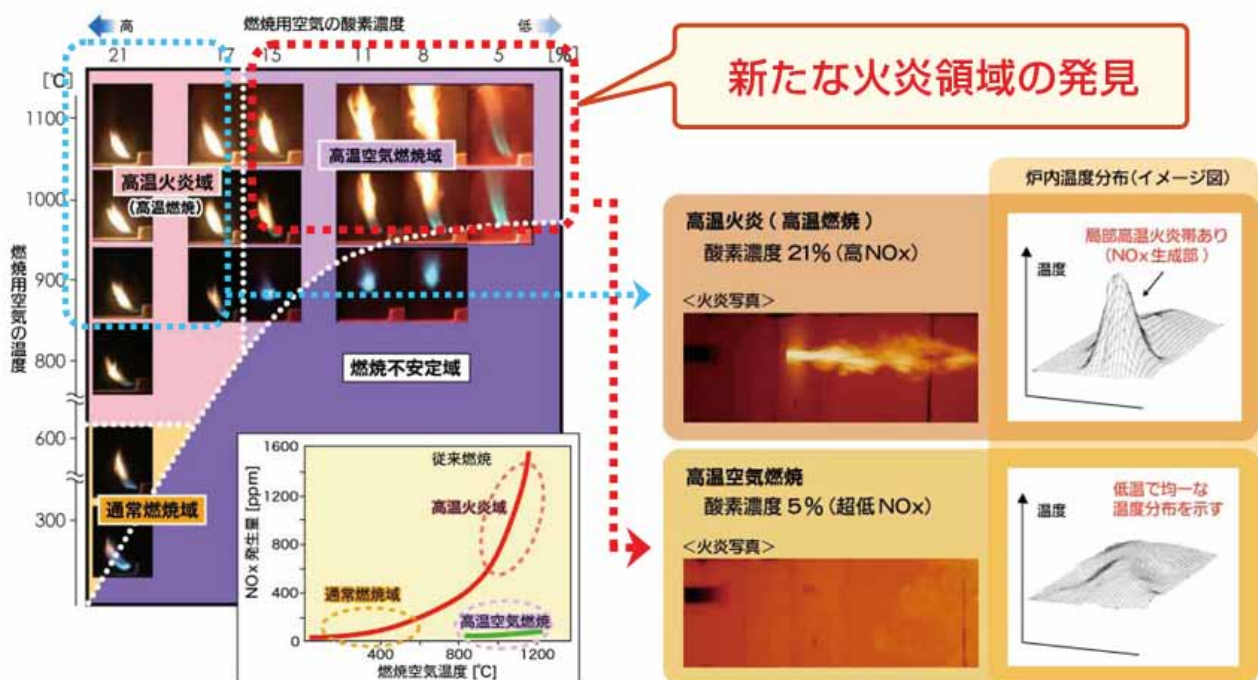 燃焼用空気の酸素濃度
高
低
21
17
15
11
8
5
[%]
[℃]
1100
1000
900
800
600
300
燃焼用空気の温度
高温火炎域
(高温燃焼)
高温空気燃焼域
燃焼不安定域
通常燃焼域
1600
1200
800
400
0
NOx 発生量 [ppm]
従来燃焼
高温火炎域
通常燃焼域
高温空気燃焼
400
800
1200
燃焼空気温度 [℃]
新たな火炎領域の発見
炉内温度分布(イメージ図)
高温火炎(高温燃焼)
酸素濃度 21%(高NOx)
<火炎写真>
温度
局部高温火炎帯あり
(NOx生成部)
高温空気燃焼
酸素濃度 5%(超低NOx)
<火炎写真>
温度
低温で均一な
温度分布を示す